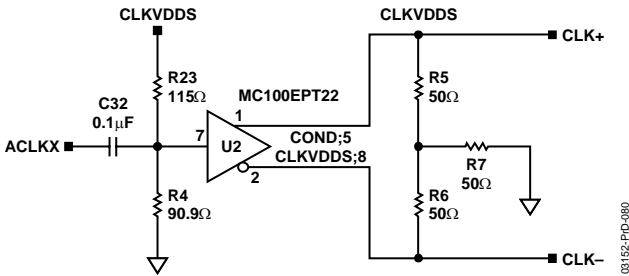 CLKVDDS
CLKVDDS
CLK+
R23
115Ω
MC100EPT22
R5
50Ω
C32
0.1μF
1
ACLKX
7
U2
COND;5
CLKVDDS;8
2
R7
50Ω
R4
90.9Ω
R6
50Ω
CLK–
03152-PrD-080